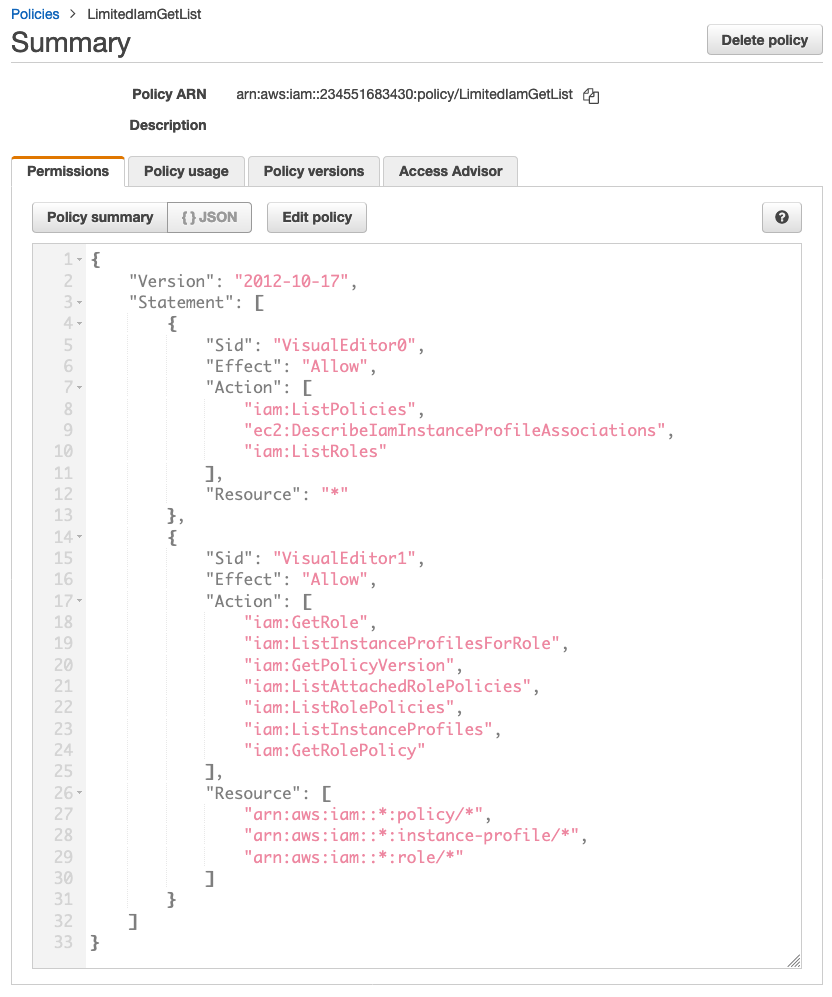 Policies > LimitedIamGetList
Summary
Delete policy
Policy ARN arn:aws:iam::234551683430:policy/LimitedIamGetList
Description
Permissions Policy usage Policy versions Access Advisor
Policy summary { } JSON Edit policy ?
1 {
2     "Version": "2012-10-17",
3     "Statement": [
4         {
5             "Sid": "VisualEditor0",
6             "Effect": "Allow",
7             "Action": [
8                 "iam:ListPolicies",
9                 "ec2:DescribeIamInstanceProfileAssociations",
10                 "iam:ListRoles"
11             ],
12             "Resource": "*"
13         },
14         {
15             "Sid": "VisualEditor1",
16             "Effect": "Allow",
17             "Action": [
18                 "iam:GetRole",
19                 "iam:ListInstanceProfilesForRole",
20                 "iam:GetPolicyVersion",
21                 "iam:ListAttachedRolePolicies",
22                 "iam:ListRolePolicies",
23                 "iam:ListInstanceProfiles",
24                 "iam:GetRolePolicy"
25             ],
26             "Resource": [
27                 "arn:aws:iam::*:policy/*",
28                 "arn:aws:iam::*:instance-profile/*",
29                 "arn:aws:iam::*:role/*"
30             ]
31         }
32     ]
33 }